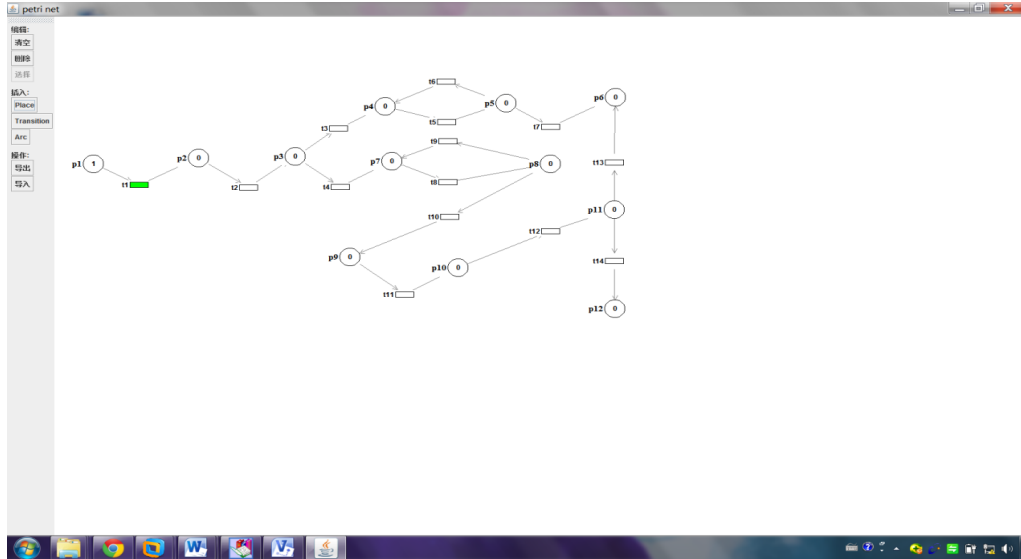 petri net
编辑:
清空
删除
选择
插入:
Place
Transition
Arc
操作:
导出
导入
t6
p4 0
p5 0
p6 0
t3
t5
t7
t9
p1 1
p2 0
p3 0
p7 0
p8 0
t13
t1
t2
t4
t8
t10
p11 0
t12
p9 0
p10 0
t14
t11
p12 0